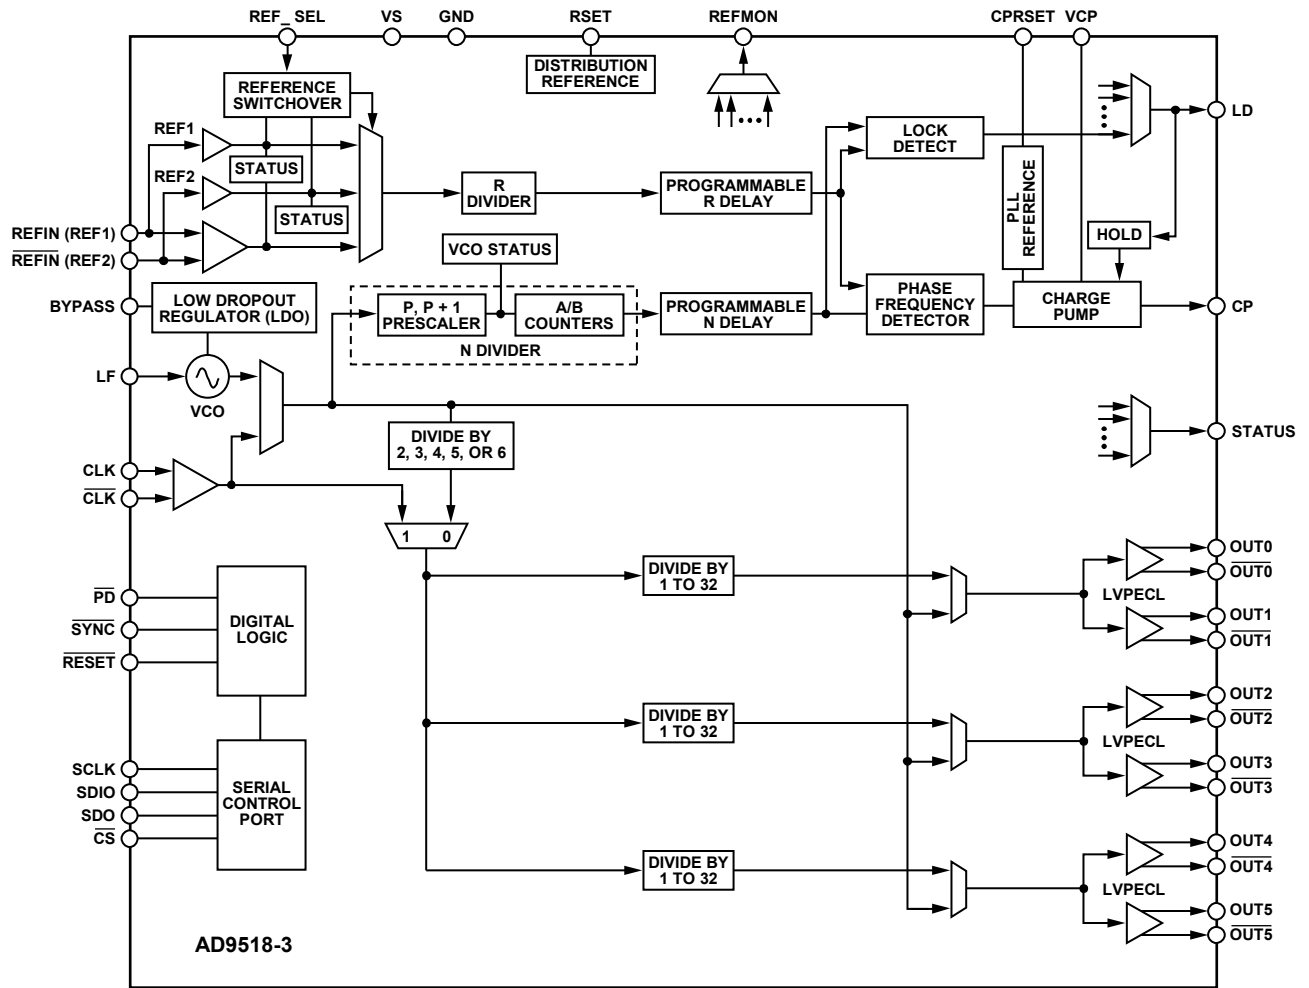 REF_ SEL
VS
GND
RSET
REFMON
CPRSET
VCP
DISTRIBUTION
REFERENCE
REFERENCE
SWITCHOVER
REF1
STATUS
REF2
STATUS
REFIN (REF1)
REFIN (REF2)
BYPASS
LOW DROPOUT
REGULATOR (LDO)
LF
VCO
CLK
CLK
R
DIVIDER
PROGRAMMABLE
R DELAY
VCO STATUS
P, P + 1
PRESCALER
A/B
COUNTERS
N DIVIDER
PROGRAMMABLE
N DELAY
LOCK
DETECT
PLL
REFERENCE
HOLD
PHASE
FREQUENCY
DETECTOR
CHARGE
PUMP
LD
CP
STATUS
DIVIDE BY
2, 3, 4, 5, OR 6
1
0
PD
SYNC
RESET
DIGITAL
LOGIC
SCLK
SDIO
SDO
CS
SERIAL
CONTROL
PORT
DIVIDE BY
1 TO 32
LVPECL
OUT0
OUT0
OUT1
OUT1
DIVIDE BY
1 TO 32
LVPECL
OUT2
OUT2
OUT3
OUT3
DIVIDE BY
1 TO 32
LVPECL
OUT4
OUT4
OUT5
OUT5
AD9518-3